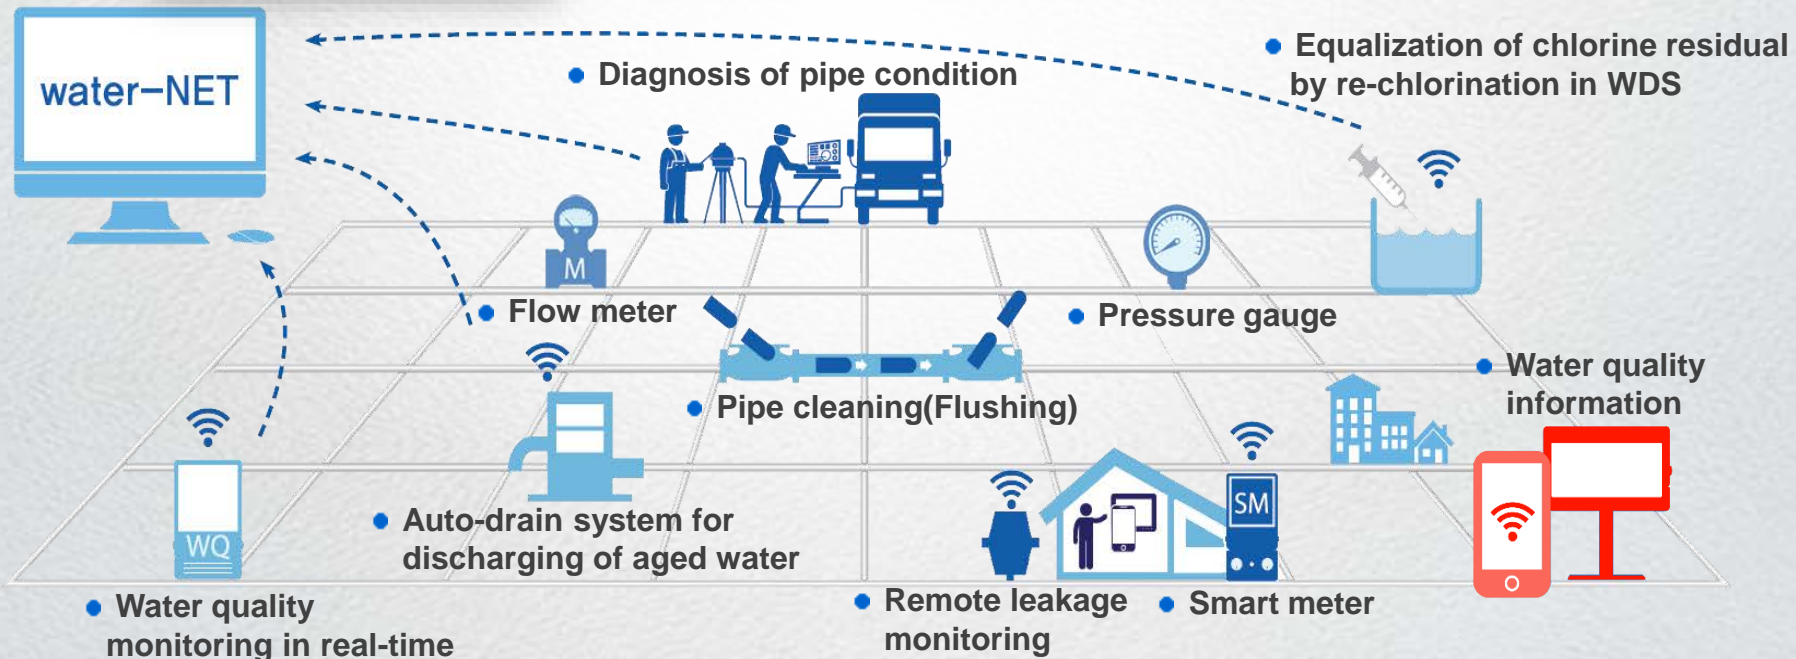 water-NET
Equalization of chlorine residual
by re-chlorination in WDS
Diagnosis of pipe condition
M
Flow meter
Pressure gauge
Water quality
information
Pipe cleaning(Flushing)
SM
WQ
Auto-drain system for
discharging of aged water
Water quality
monitoring in real-time
Remote leakage
monitoring
Smart meter